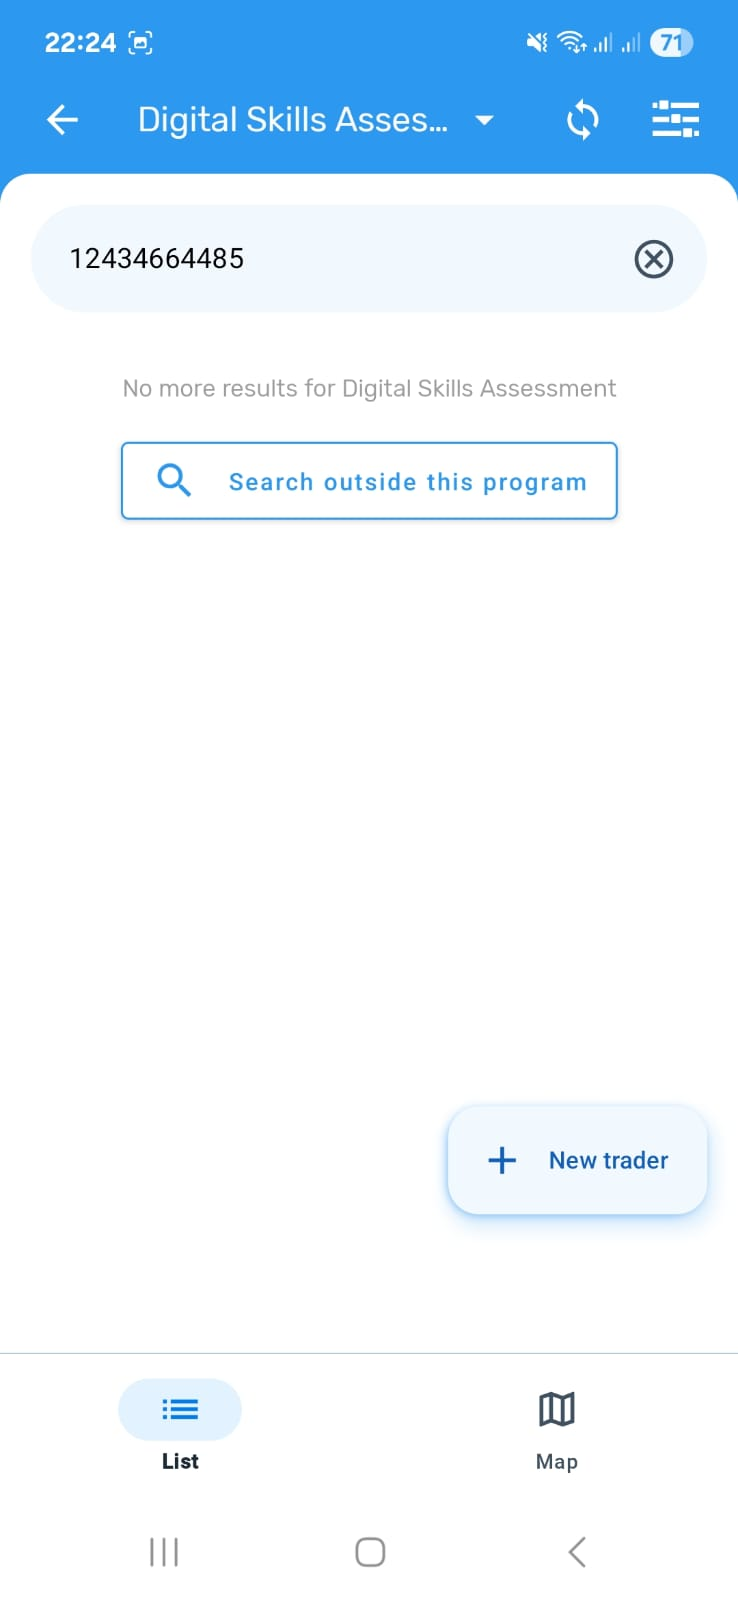 22:24
71
Digital Skills Asses...
12434664485
No more results for Digital Skills Assessment
Search outside this program
New trader
List
Map